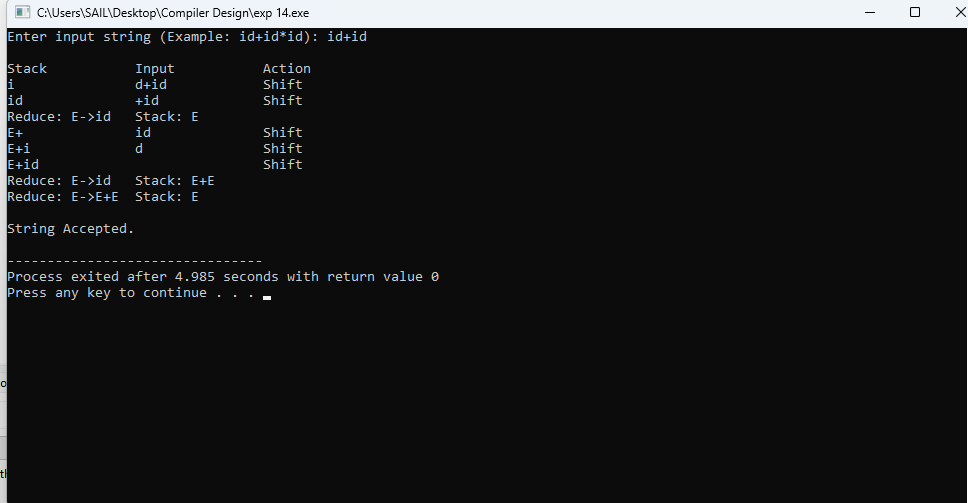 C:\Users\SAIL\Desktop\Compiler Design\exp 14.exe
Enter input string (Example: id+id*id): id+id
Stack Input Action
i d+id Shift
id +id Shift
Reduce: E->id Stack: E
E+ id Shift
E+i d Shift
E+id Shift
Reduce: E->id Stack: E+E
Reduce: E->E+E Stack: E
String Accepted.
--------------------------------
Process exited after 4.985 seconds with return value 0
Press any key to continue . . .